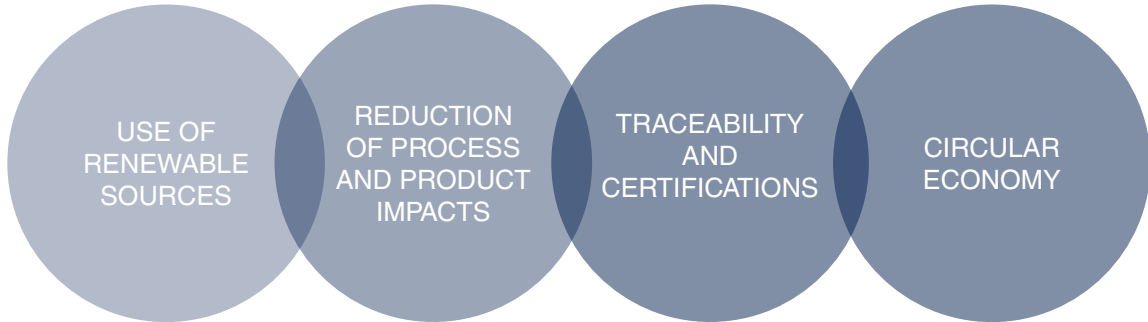 USE OF
RENEWABLE
SOURCES
REDUCTION
OF PROCESS
AND PRODUCT
IMPACTS
TRACEABILITY
AND
CERTIFICATIONS
CIRCULAR
ECONOMY